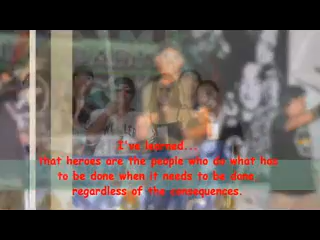 I've learned...
that heroes are the people who do what has
to be done when it needs to be done
regardless of the consequences.